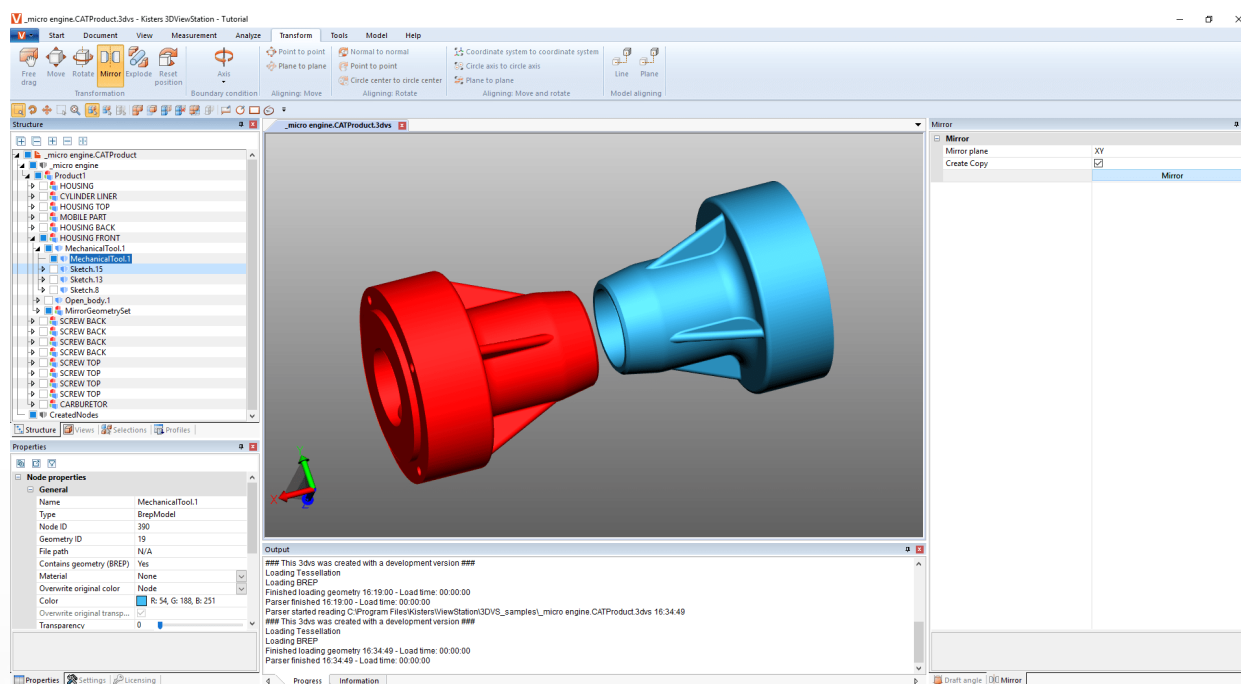 _micro engine.CATProduct.3dvs - Kisters 3DViewStation - Tutorial
Start Document View Measurement Analyze Transform Tools Model Help
Free drag
Move
Rotate
Mirror
Explode
Reset position
Transformation
Axis
Boundary condition
Point to point
Plane to plane
Aligning: Move
Normal to normal
Point to point
Circle center to circle center
Aligning: Rotate
Coordinate system to coordinate system
Circle axis to circle axis
Plane to plane
Aligning: Move and rotate
Line
Plane
Model aligning
Structure
_micro engine.CATProduct
_micro engine
Product1
HOUSING
CYLINDER LINER
HOUSING TOP
MOBILE PART
HOUSING BACK
HOUSING FRONT
MechanicalTool.1
MechanicalTool.1
Sketch.15
Sketch.13
Sketch.8
Open_body.1
MirrorGeometrySet
SCREW BACK
SCREW BACK
SCREW BACK
SCREW BACK
SCREW TOP
SCREW TOP
SCREW TOP
SCREW TOP
CARBURETOR
CreatedNodes
Structure Views Selections Profiles
Properties
Node properties
General
Name MechanicalTool.1
Type BrepModel
Node ID 390
Geometry ID 19
File path N/A
Contains geometry (BREP) Yes
Material None
Overwrite original color Node
Color R: 54, G: 188, B: 251
Overwrite original transp...
Transparency 0
Properties Settings Licensing
_micro engine.CATProduct.3dvs
X
Y
Output
### This 3dvs was created with a development version ###
Loading Tessellation
Loading BREP
Finished loading geometry 16:19:00 - Load time: 00:00:00
Parser finished 16:19:00 - Load time: 00:00:00
Parser started reading C:\Program Files\Kisters\ViewStation\3DVS_samples\_micro engine.CATProduct.3dvs 16:34:49
### This 3dvs was created with a development version ###
Loading Tessellation
Loading BREP
Finished loading geometry 16:34:49 - Load time: 00:00:00
Parser finished 16:34:49 - Load time: 00:00:00
Progress Information
Mirror
Mirror
Mirror plane XY
Create Copy
Mirror
Draft angle Mirror